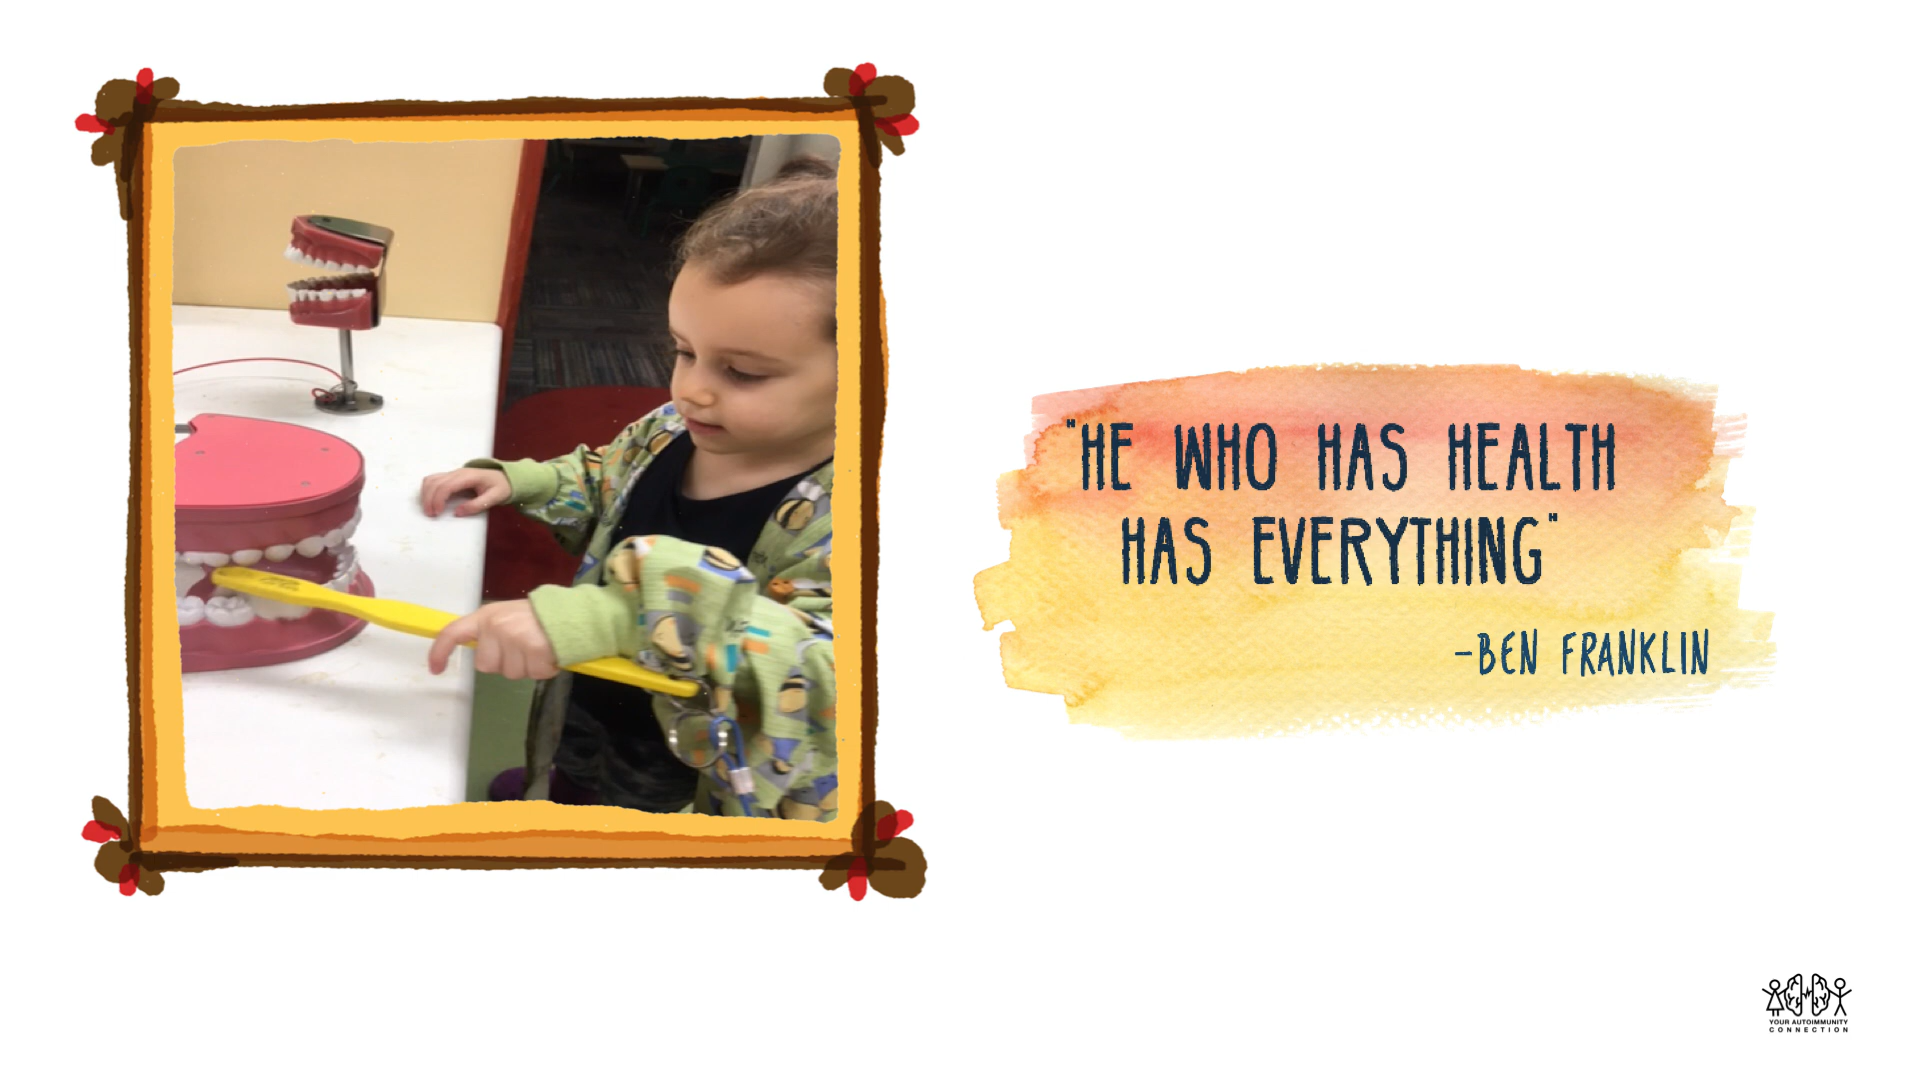 "HE WHO HAS HEALTH
HAS EVERYTHING"
-BEN FRANKLIN
YOUR AUTOIMMUNITY
CONNECTION